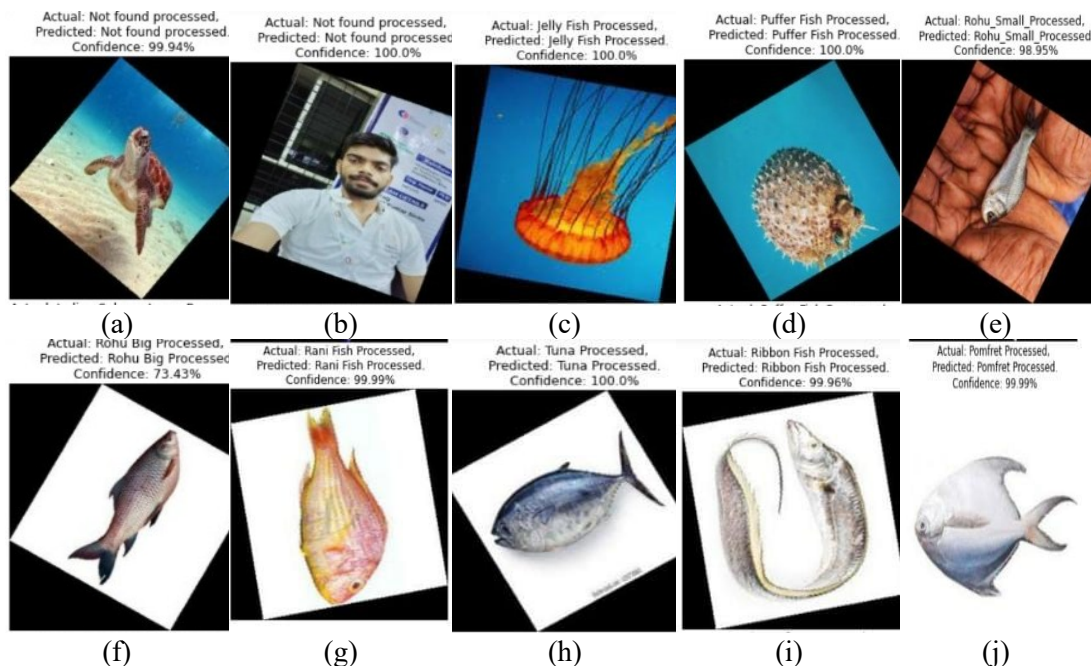 Actual: Not found processed,
Predicted: Not found processed.
Confidence: 99.94%
Actual: Not found processed,
Predicted: Not found processed.
Confidence: 100.0%
Actual: Jelly Fish Processed,
Predicted: Jelly Fish Processed.
Confidence: 100.0%
Actual: Puffer Fish Processed,
Predicted: Puffer Fish Processed.
Confidence: 100.0%
Actual: Rohu_Small_Processed,
Predicted: Rohu_Small_Processed
Confidence: 98.95%
(a)
(b)
(c)
(d)
(e)
Actual: Rohu Big Processed,
Predicted: Rohu Big Processed
Confidence: 73.43%
Actual: Rani Fish Processed,
Predicted: Rani Fish Processed.
Confidence: 99.99%
Actual: Tuna Processed,
Predicted: Tuna Processed.
Confidence: 100.0%
Actual: Ribbon Fish Processed,
Predicted: Ribbon Fish Processed.
Confidence: 99.96%
Actual: Pomfret Processed,
Predicted: Pomfret Processed.
Confidence: 99.99%
(f)
(g)
(h)
(i)
(j)